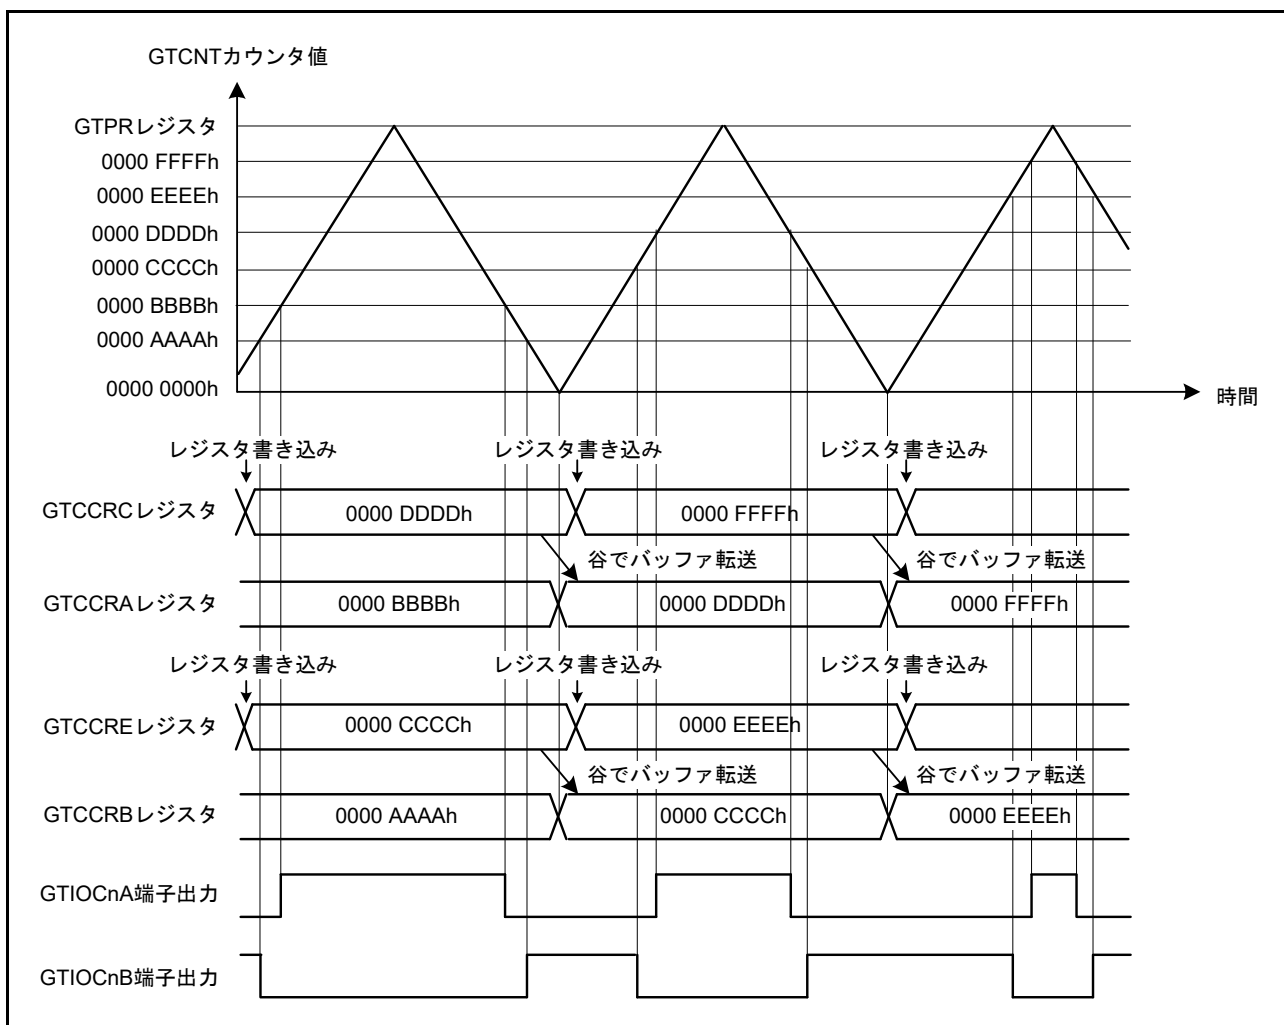 GTCNTカウンタ値
GTPRレジスタ
0000 FFFFh
0000 EEEEh
0000 DDDDh
0000 CCCCh
0000 BBBBh
0000 AAAAh
0000 0000h
時間
レジスタ書き込み レジスタ書き込み レジスタ書き込み
GTCCRCレジスタ 0000 DDDDh 0000 FFFFh
谷でバッファ転送 谷でバッファ転送
GTCCRAレジスタ 0000 BBBBh 0000 DDDDh 0000 FFFFh
レジスタ書き込み レジスタ書き込み レジスタ書き込み
GTCCREレジスタ 0000 CCCCh 0000 EEEEh
谷でバッファ転送 谷でバッファ転送
GTCCRBレジスタ 0000 AAAAh 0000 CCCCh 0000 EEEEh
GTIOCnA端子出力
GTIOCnB端子出力